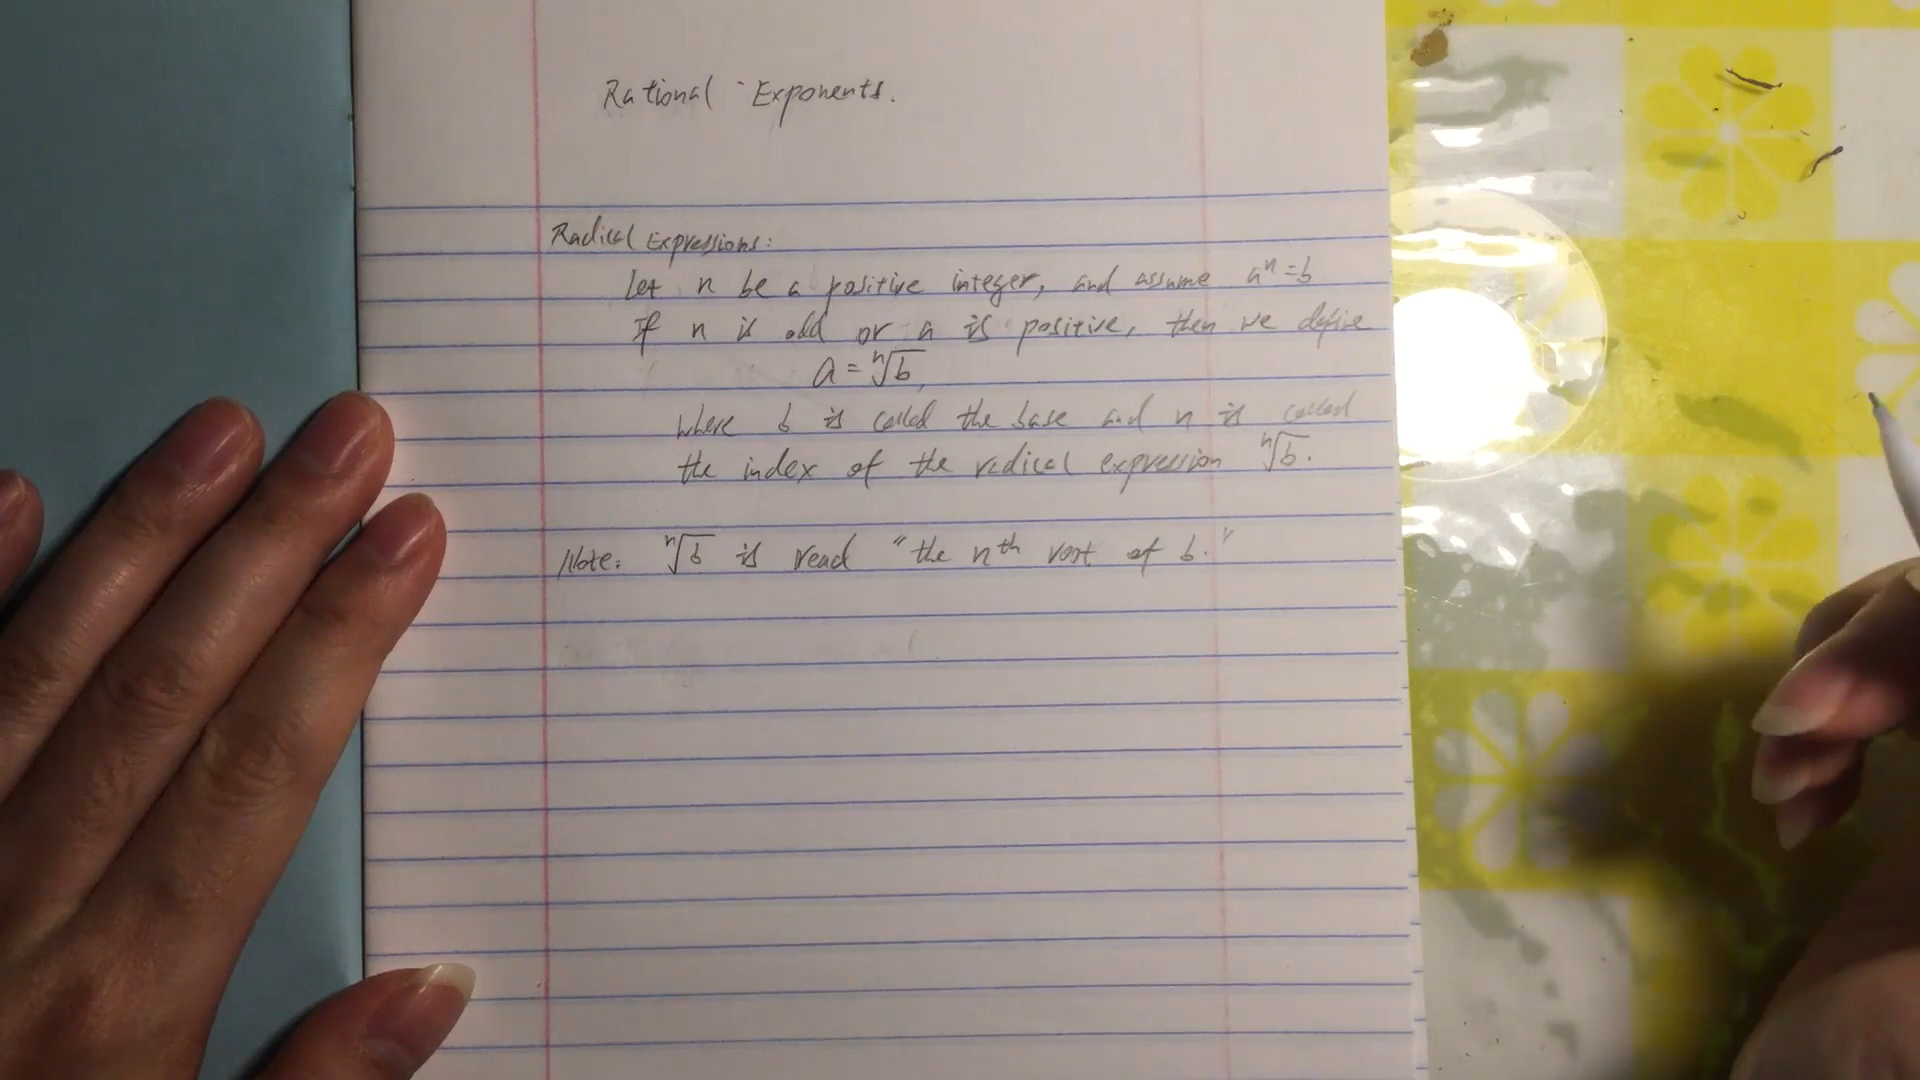 Rational Exponents.
Radical Expressions:
Let n be a positive integer, and assume aⁿ=b
If n is odd or a is positive, then we define
a = ⁿ√b,
where b is called the base and n is called
the index of the radical expression ⁿ√b.
Note: ⁿ√b is read "the nᵗʰ root of b."